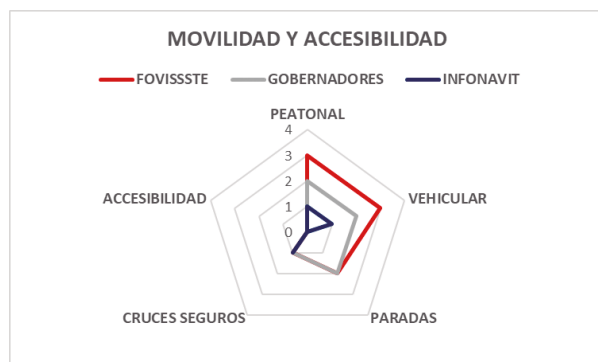 MOVILIDAD Y ACCESIBILIDAD
FOVISSSTE GOBERNADORES INFONAVIT
PEATONAL
4
3
2
1
0
ACCESIBILIDAD VEHICULAR
CRUCES SEGUROS PARADAS